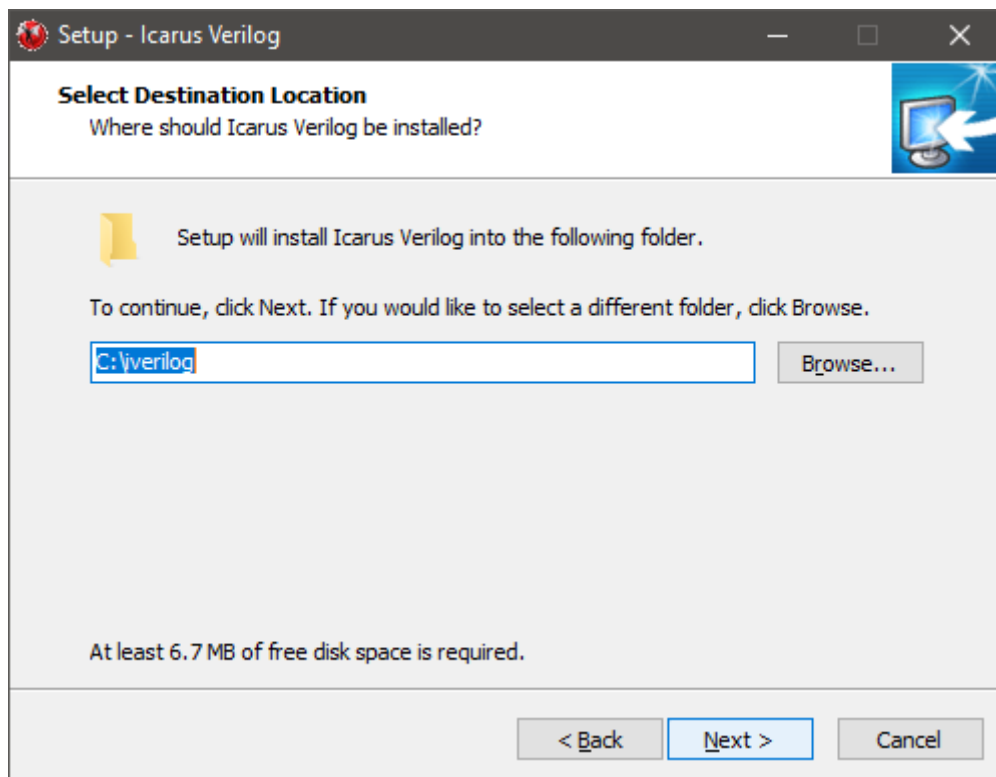 Setup - Icarus Verilog
Select Destination Location
Where should Icarus Verilog be installed?
Setup will install Icarus Verilog into the following folder.
To continue, click Next. If you would like to select a different folder, click Browse.
C:\iverilog
Browse...
At least 6.7 MB of free disk space is required.
< Back
Next >
Cancel